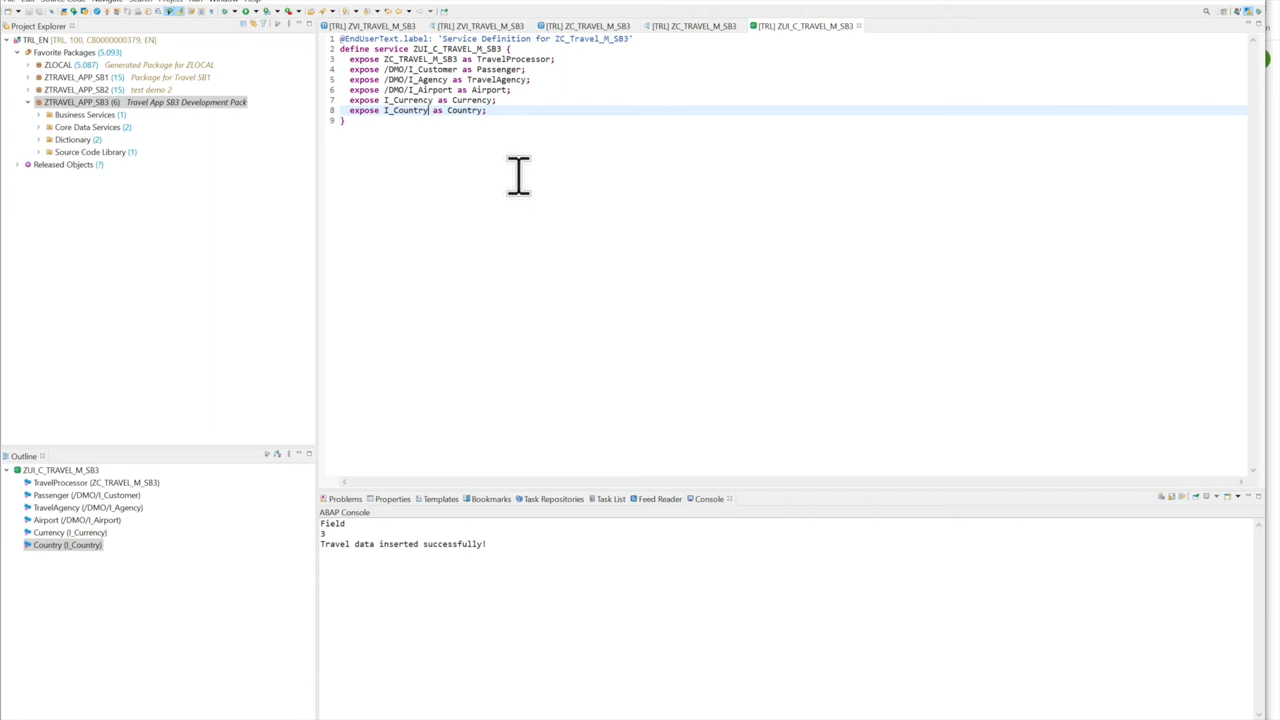 Project Explorer
TRL_EN [TRL, 100, CB0000000379, EN]
Favorite Packages (5.093)
ZLOCAL (5.087) Generated Package for ZLOCAL
ZTRAVEL_APP_SB1 (15) Package for Travel SB1
ZTRAVEL_APP_SB2 (15) test demo 2
ZTRAVEL_APP_SB3 (6) Travel App SB3 Development Pack
Business Services (1)
Core Data Services (2)
Dictionary (2)
Source Code Library (1)
Released Objects (?)
[TRL] ZVI_TRAVEL_M_SB3 [TRL] ZVI_TRAVEL_M_SB3 [TRL] ZC_TRAVEL_M_SB3 [TRL] ZC_TRAVEL_M_SB3 [TRL] ZUI_C_TRAVEL_M_SB3
1 @EndUserText.label: 'Service Definition for ZC_Travel_M_SB3'
2 define service ZUI_C_TRAVEL_M_SB3 {
3 expose ZC_TRAVEL_M_SB3 as TravelProcessor;
4 expose /DMO/I_Customer as Passenger;
5 expose /DMO/I_Agency as TravelAgency;
6 expose /DMO/I_Airport as Airport;
7 expose I_Currency as Currency;
8 expose I_Country as Country;
9 }
Outline
ZUI_C_TRAVEL_M_SB3
TravelProcessor (ZC_TRAVEL_M_SB3)
Passenger (/DMO/I_Customer)
TravelAgency (/DMO/I_Agency)
Airport (/DMO/I_Airport)
Currency (I_Currency)
Country (I_Country)
Problems Properties Templates Bookmarks Task Repositories Task List Feed Reader Console
ABAP Console
Field
3
Travel data inserted successfully!